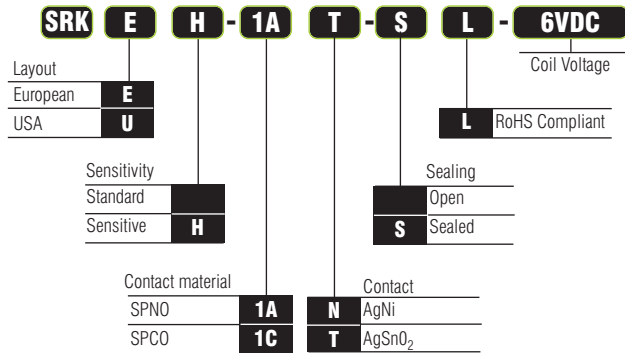 SRK E H - 1A T - S L - 6VDC
Coil Voltage
Layout
European E
USA U
L RoHS Compliant
Sensitivity
Standard
Sensitive H
Sealing
Open
S Sealed
Contact material
SPNO 1A
SPCO 1C
Contact
N AgNi
T AgSn0₂